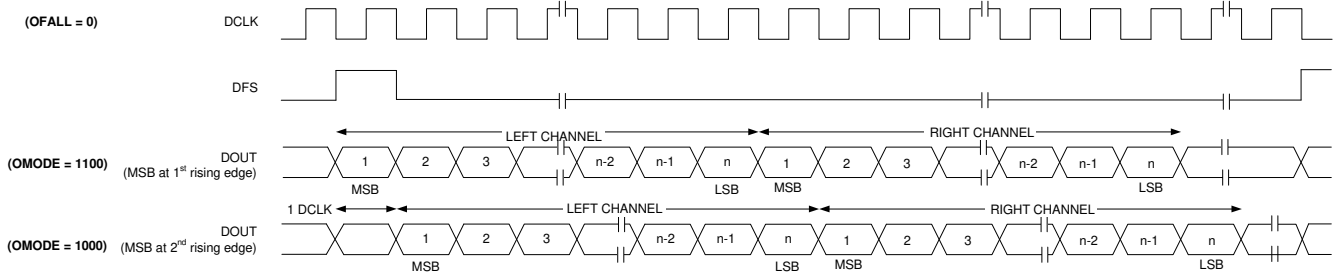 (OFALL = 0) DCLK
DFS
LEFT CHANNEL RIGHT CHANNEL
(OMODE = 1100) DOUT 1 2 3 n-2 n-1 n 1 2 3 n-2 n-1 n
(MSB at 1st rising edge)
MSB LSB MSB LSB
1 DCLK LEFT CHANNEL RIGHT CHANNEL
(OMODE = 1000) DOUT 1 2 3 n-2 n-1 n 1 2 3 n-2 n-1 n
(MSB at 2nd rising edge)
MSB LSB MSB LSB